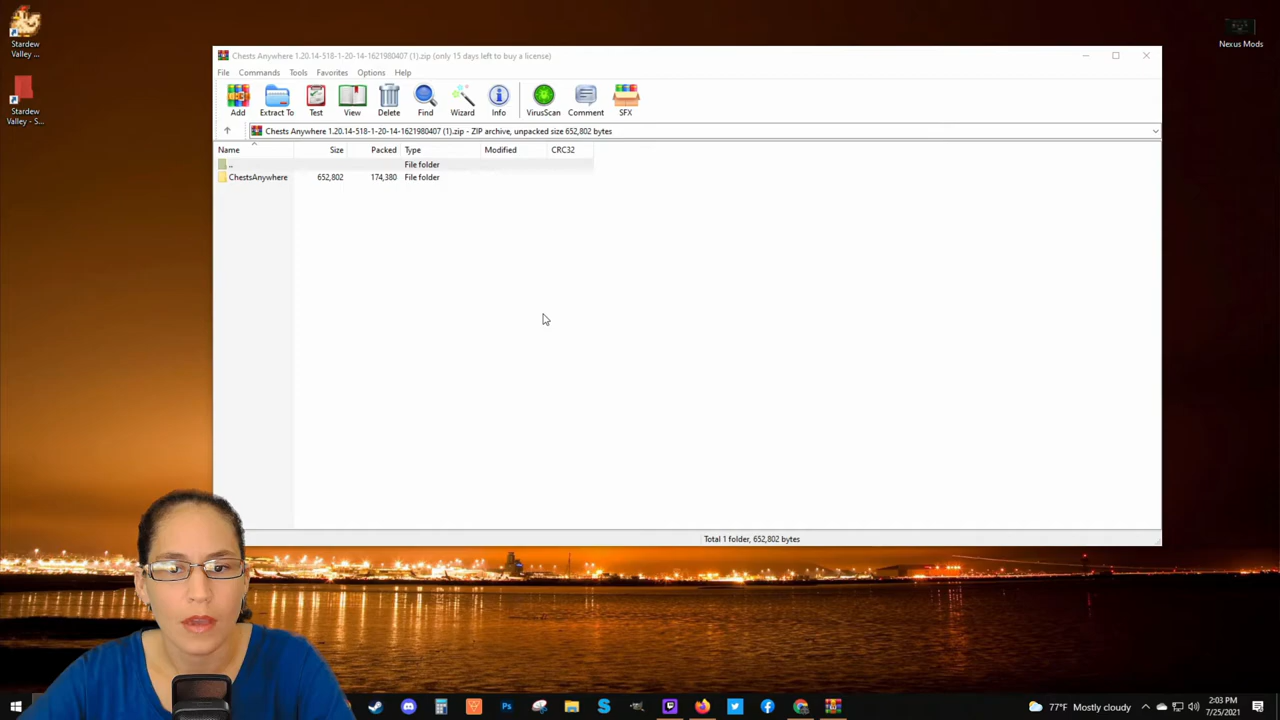 Stardew
Valley ...
Stardew
Valley - S...
Nexus Mods
Chests Anywhere 1.20.14-518-1-20-14-1621980407 (1).zip (only 15 days left to buy a license)
File Commands Tools Favorites Options Help
Add Extract To Test View Delete Find Wizard Info VirusScan Comment SFX
Chests Anywhere 1.20.14-518-1-20-14-1621980407 (1).zip - ZIP archive, unpacked size 652,802 bytes
Name Size Packed Type Modified CRC32
.. File folder
ChestsAnywhere 652,802 174,380 File folder
Total 1 folder, 652,802 bytes
Ps
77°F Mostly cloudy
2:03 PM
7/25/2021